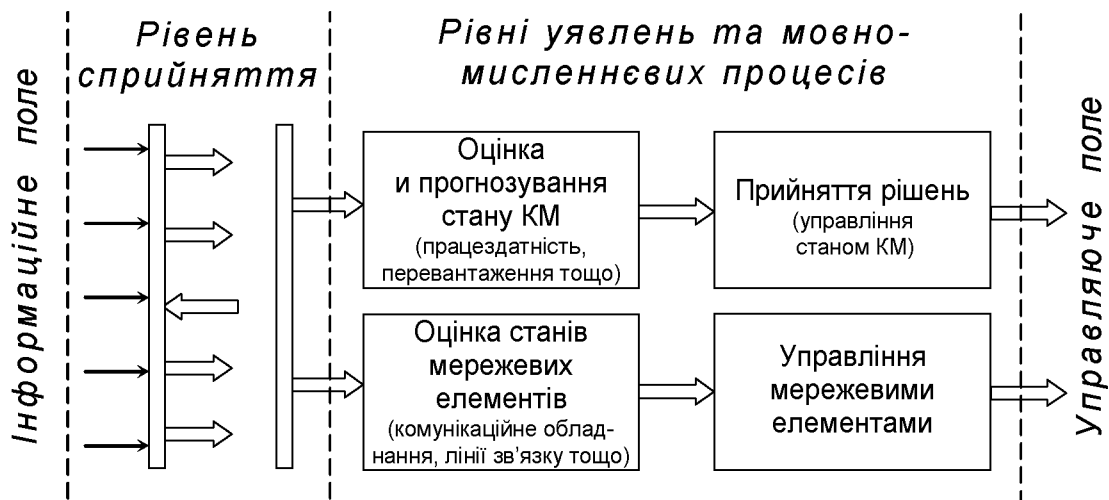 Інформаційне поле
Рівень
сприйняття
Рівні уявлень та мовно-
мисленнєвих процесів
Оцінка
и прогнозування
стану КМ
(працездатність,
перевантаження тощо)
Прийняття рішень
(управління
станом КМ)
Оцінка станів
мережевих
елементів
(комунікаційне облад-
нання, лінії зв'язку тощо)
Управління
мережевими
елементами
Управляюче поле